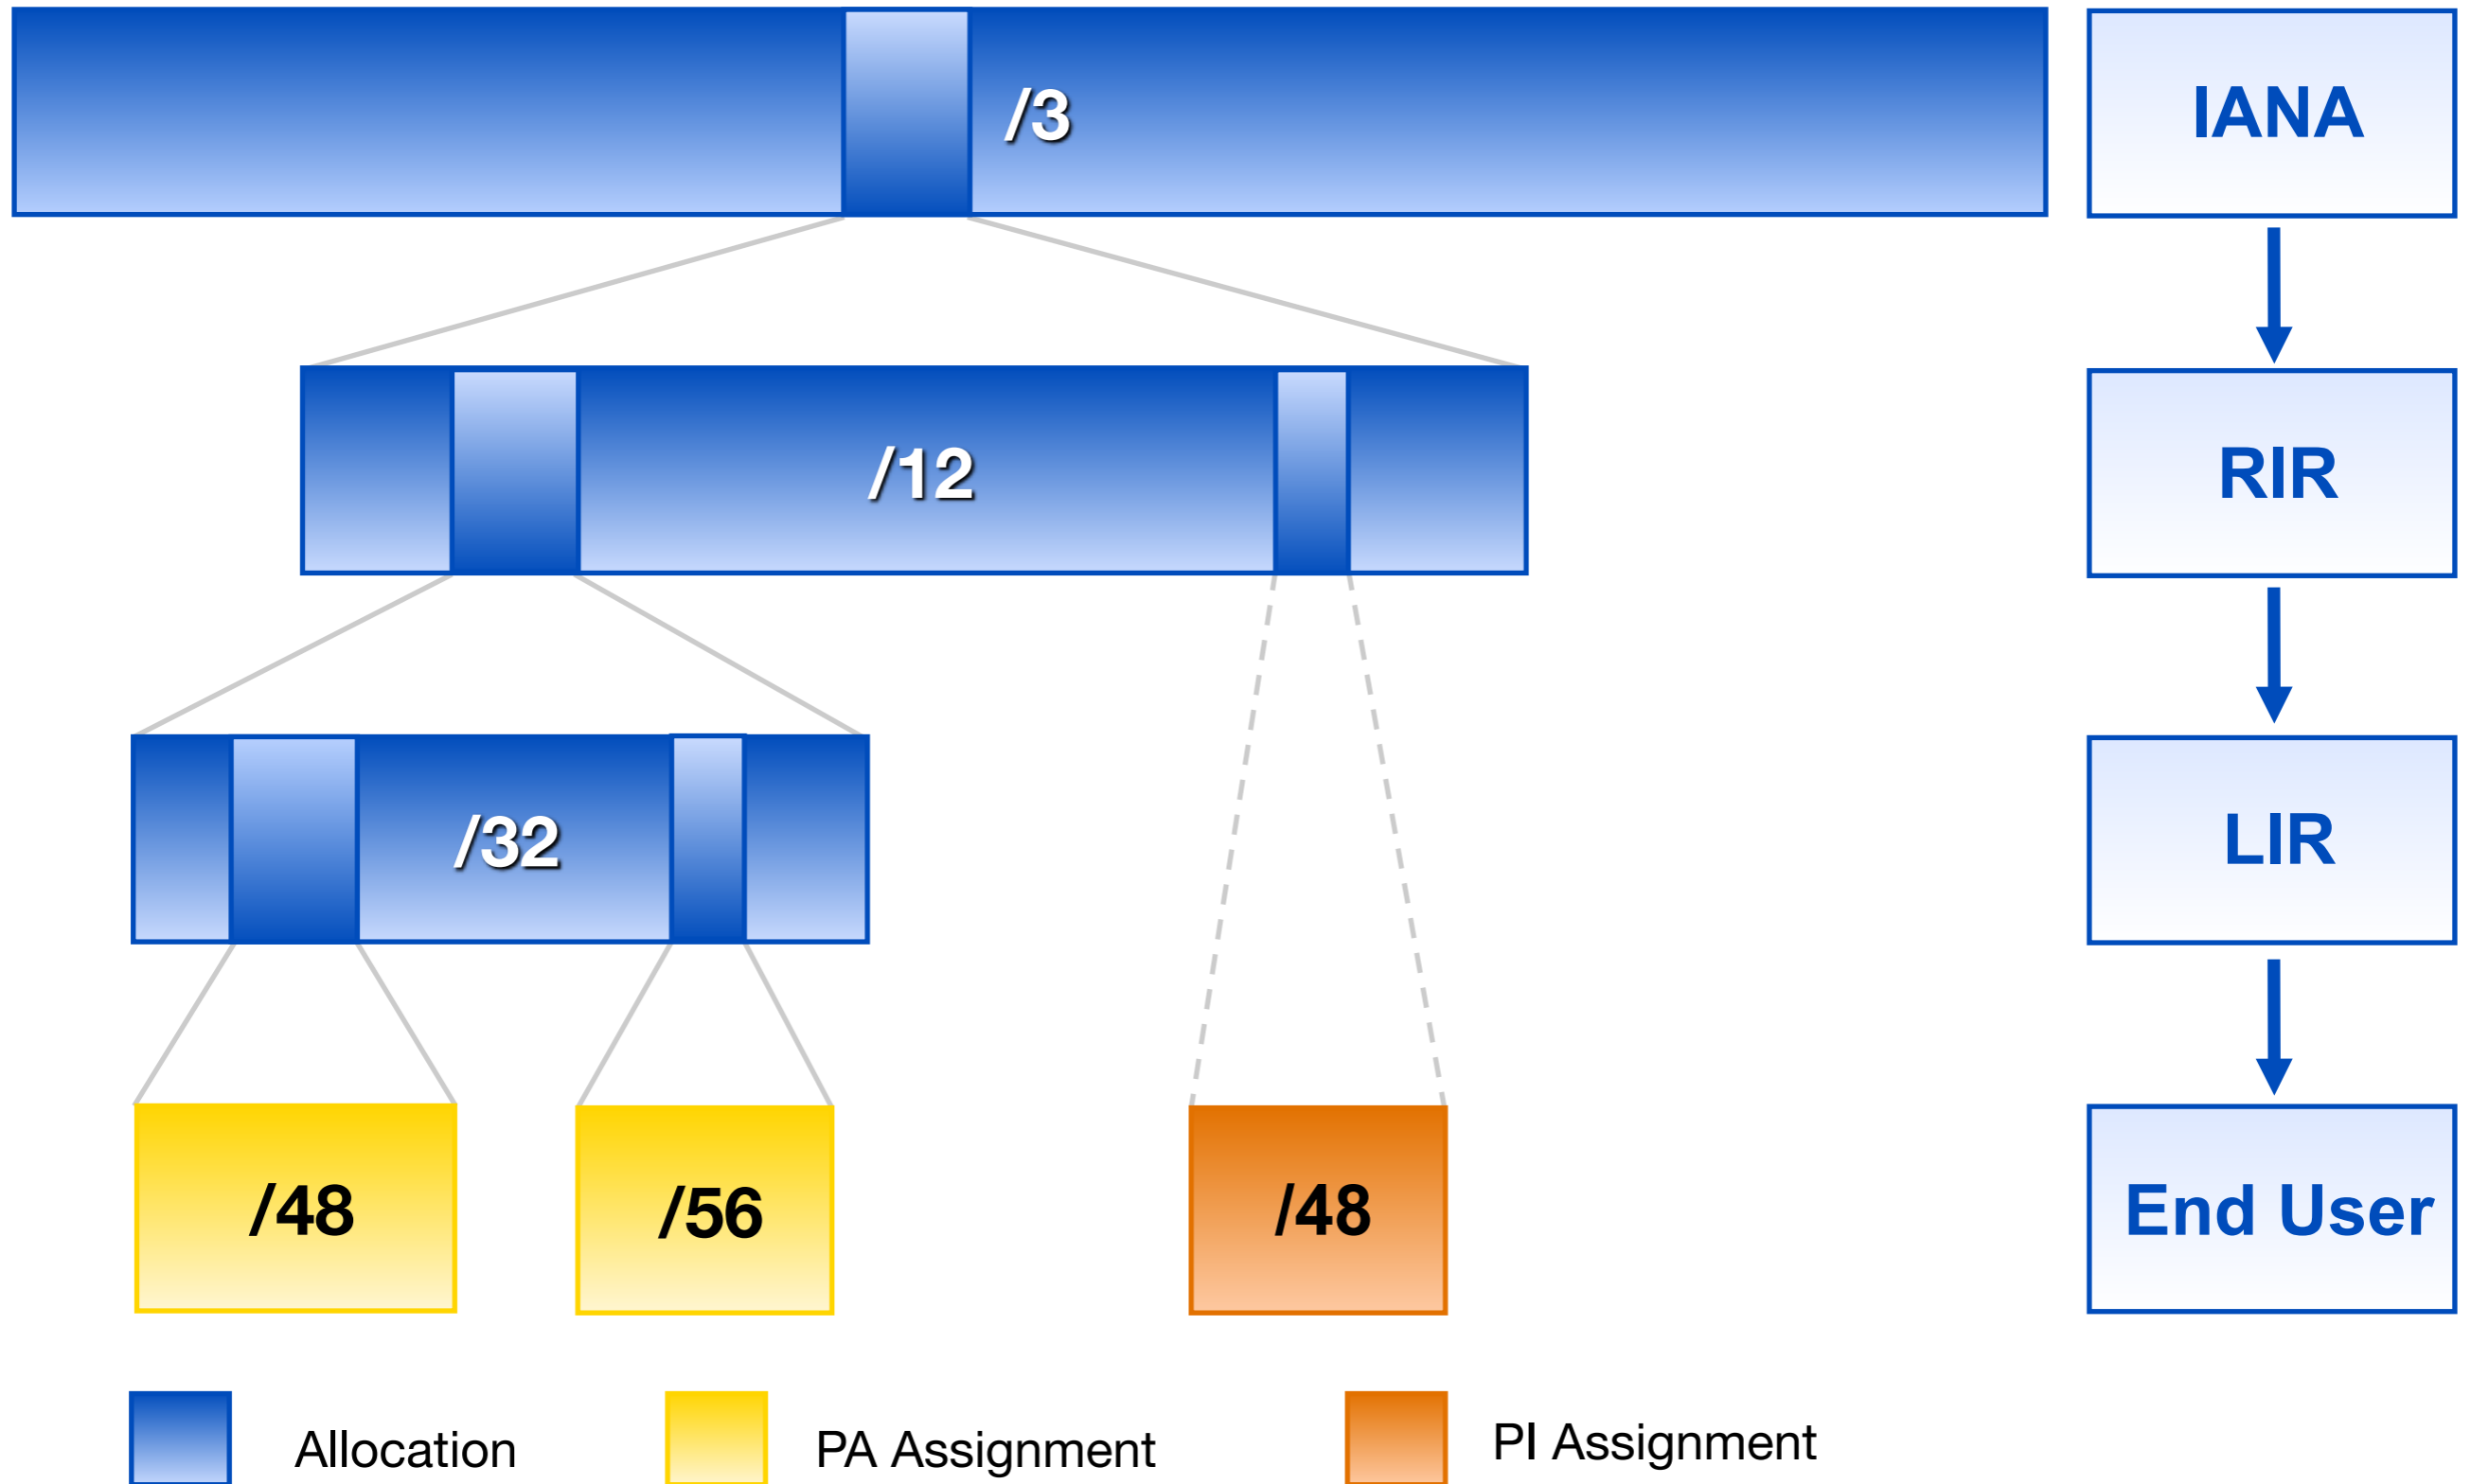 /3
IANA
/12
RIR
/32
LIR
/48
/56
/48
End User
Allocation
PA Assignment
PI Assignment